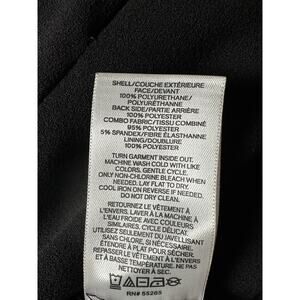 SHELL/COUCHE EXTÉRIEURE
FACE/DEVANT
100% POLYURETHANE/
POLYURÉTHANE
BACK SIDE/PARTIE ARRIÈRE
100% POLYESTER
COMBO FABRIC/TISSU COMBINÉ
95% POLYESTER
5% SPANDEX/FIBRE ÉLASTHANNE
LINING/DOUBLURE
100% POLYESTER
TURN GARMENT INSIDE OUT.
MACHINE WASH COLD WITH LIKE
COLORS, GENTLE CYCLE.
ONLY NON-CHLORINE BLEACH WHEN
NEEDED. LAY FLAT TO DRY.
COOL IRON ON REVERSE IF NEEDED.
DO NOT DRY CLEAN.
RETOURNEZ LE VÊTEMENT À
L'ENVERS. LAVER À LA MACHINE À
L'EAU FROIDE AVEC COULEURS
SIMILAIRES, CYCLE DÉLICAT.
UTILISEZ SEULEMENT DU JAVELLISANT
SANS CHLORE, SI NÉCESSAIRE.
ÉTENDRE À PLAT POUR SÉCHER.
REPASSER LE VÊTEMENT À L'ENVERS
ET À BASSE TEMPÉRATURE. NE PAS
NETTOYER À SEC.
RN# 55285